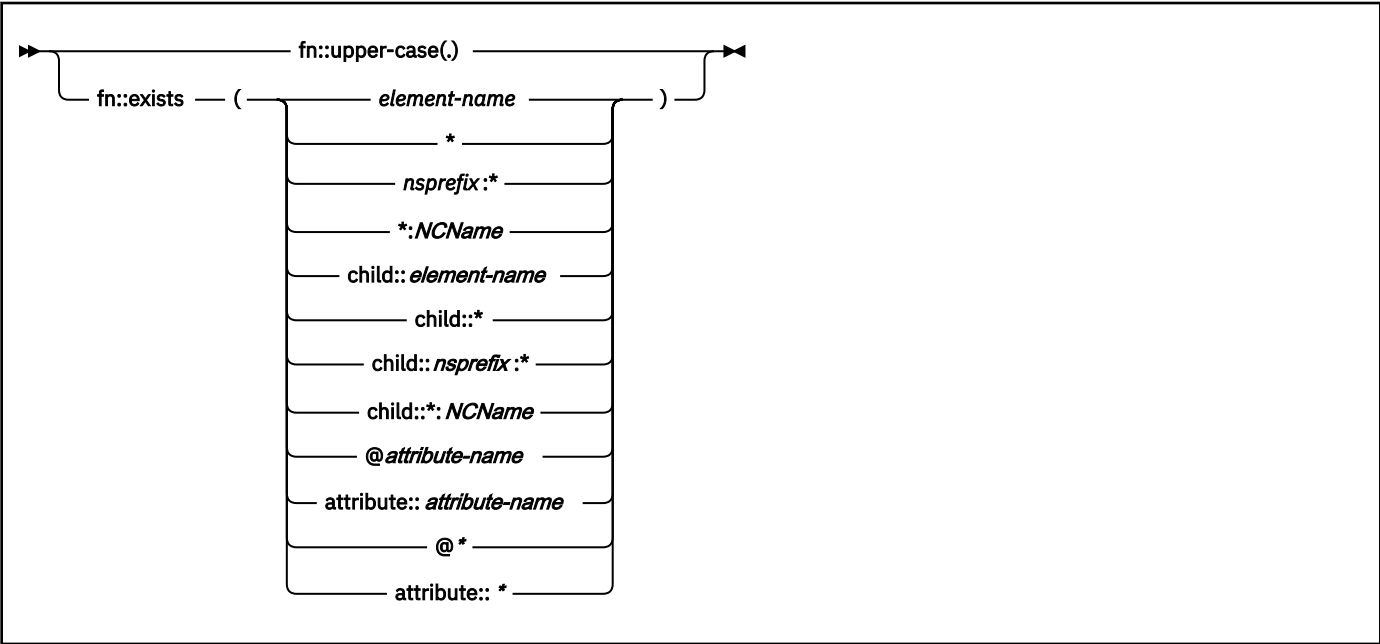 fn::upper-case(.)
fn::exists ( element-name )
*
nsprefix:*
*:NCName
child::element-name
child::*
child::nsprefix:*
child::*:NCName
@attribute-name
attribute::attribute-name
@*
attribute::*